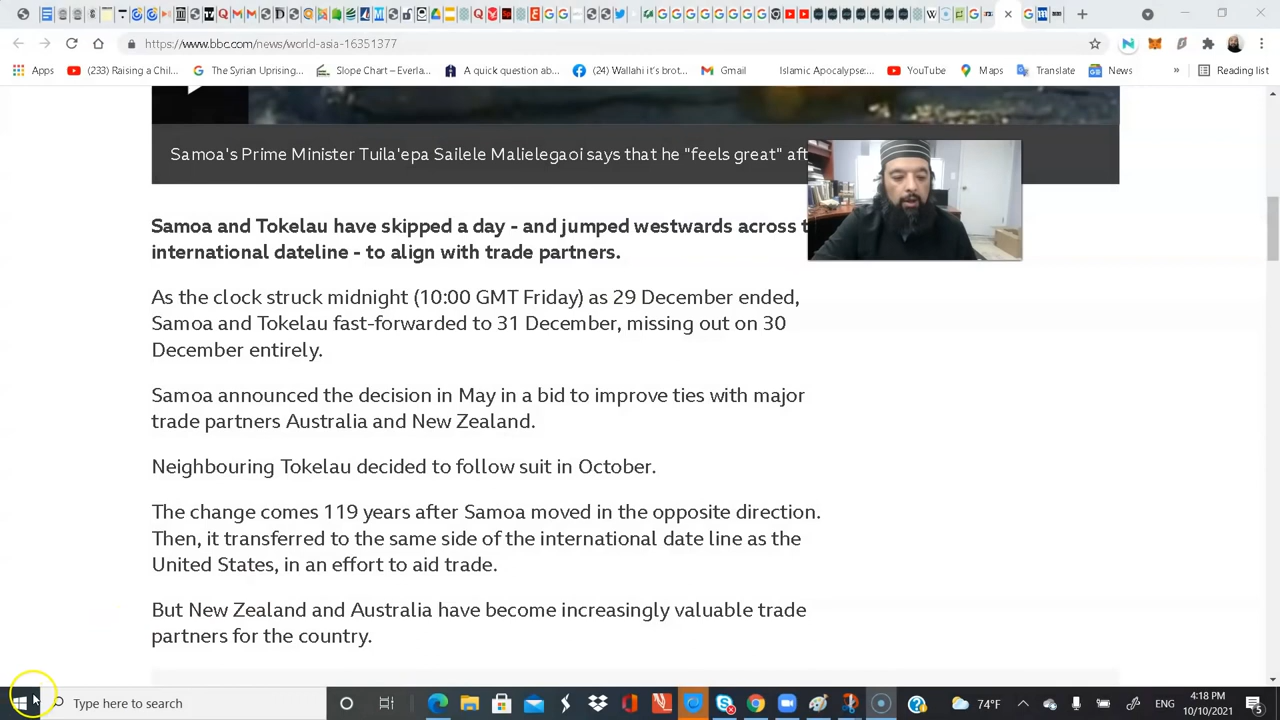 https://www.bbc.com/news/world-asia-16351377
Apps
(233) Raising a Chil...
The Syrian Uprising...
Slope Chart – Everla...
A quick question ab...
(24) Wallahi it's brot...
Gmail
Islamic Apocalypse:...
YouTube
Maps
Translate
News
»
Reading list
Samoa's Prime Minister Tuila'epa Sailele Malielegaoi says that he "feels great" aft
Samoa and Tokelau have skipped a day - and jumped westwards across t
international dateline - to align with trade partners.
As the clock struck midnight (10:00 GMT Friday) as 29 December ended,
Samoa and Tokelau fast-forwarded to 31 December, missing out on 30
December entirely.
Samoa announced the decision in May in a bid to improve ties with major
trade partners Australia and New Zealand.
Neighbouring Tokelau decided to follow suit in October.
The change comes 119 years after Samoa moved in the opposite direction.
Then, it transferred to the same side of the international date line as the
United States, in an effort to aid trade.
But New Zealand and Australia have become increasingly valuable trade
partners for the country.
Type here to search
74°F
ENG
4:18 PM
10/10/2021
5